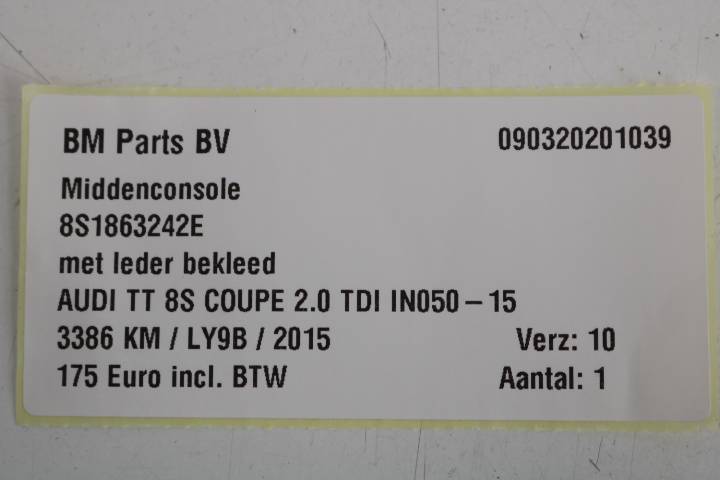 BM Parts BV 090320201039
Middenconsole
8S1863242E
met leder bekleed
AUDI TT 8S COUPE 2.0 TDI IN050 – 15
3386 KM / LY9B / 2015 Verz: 10
175 Euro incl. BTW Aantal: 1